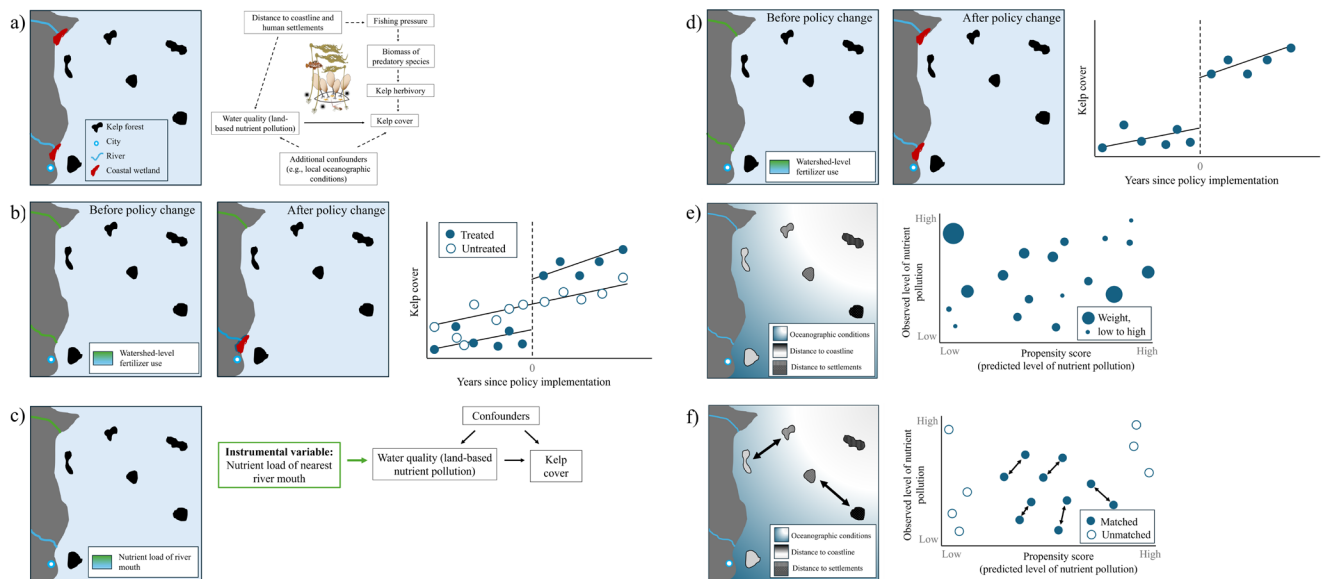 a)
Kelp forest
City
River
Coastal wetland
Distance to coastline and
human settlements
Fishing pressure
Biomass of
predatory species
Kelp herbivory
Water quality (land-
based nutrient pollution)
Kelp cover
Additional confounders
(e.g., local oceanographic
conditions)
b)
Before policy change
Watershed-level
fertilizer use
After policy change
Kelp cover
Treated
Untreated
0
Years since policy implementation
c)
Nutrient load of river
mouth
Instrumental variable:
Nutrient load of nearest
river mouth
Confounders
Water quality (land-based
nutrient pollution)
Kelp
cover
d)
Before policy change
Watershed-level
fertilizer use
After policy change
Kelp cover
0
Years since policy implementation
e)
Oceanographic conditions
Distance to coastline
Distance to settlements
Observed level of nutrient
pollution
High
Low
Weight,
low to high
Low
High
Propensity score
(predicted level of nutrient pollution)
f)
Oceanographic conditions
Distance to coastline
Distance to settlements
Observed level of nutrient
pollution
High
Low
Matched
Unmatched
Low
High
Propensity score
(predicted level of nutrient pollution)